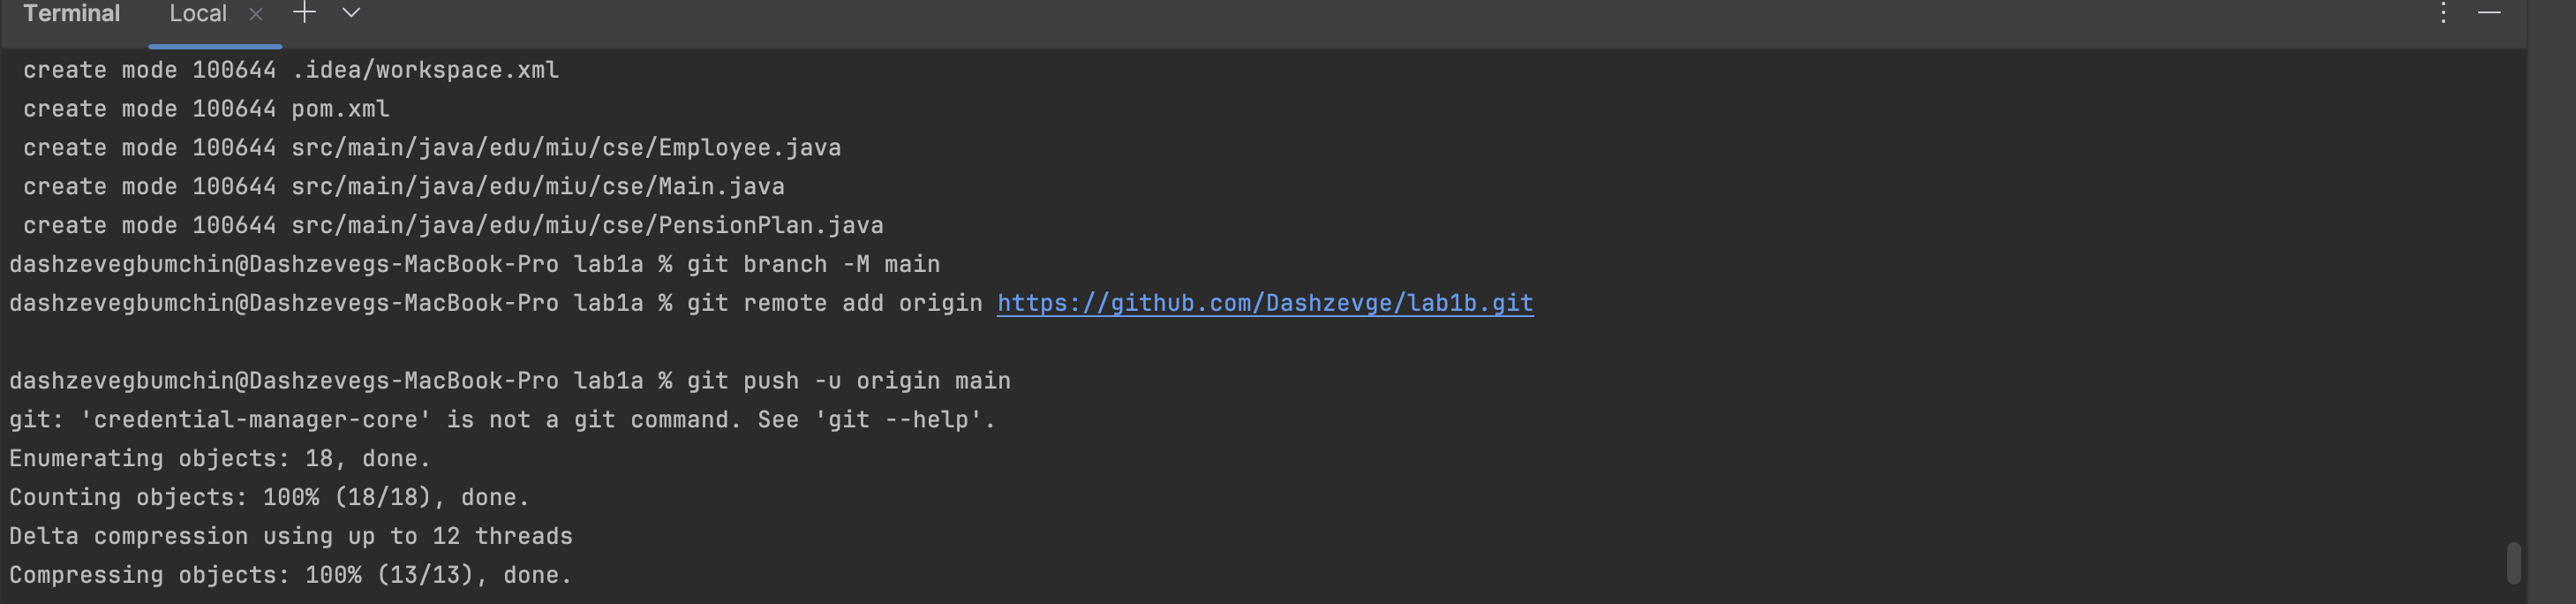 Terminal Local
create mode 100644 .idea/workspace.xml
create mode 100644 pom.xml
create mode 100644 src/main/java/edu/miu/cse/Employee.java
create mode 100644 src/main/java/edu/miu/cse/Main.java
create mode 100644 src/main/java/edu/miu/cse/PensionPlan.java
dashzevegbumchin@Dashzevegs-MacBook-Pro lab1a % git branch -M main
dashzevegbumchin@Dashzevegs-MacBook-Pro lab1a % git remote add origin https://github.com/Dashzevge/lab1b.git
dashzevegbumchin@Dashzevegs-MacBook-Pro lab1a % git push -u origin main
git: 'credential-manager-core' is not a git command. See 'git --help'.
Enumerating objects: 18, done.
Counting objects: 100% (18/18), done.
Delta compression using up to 12 threads
Compressing objects: 100% (13/13), done.